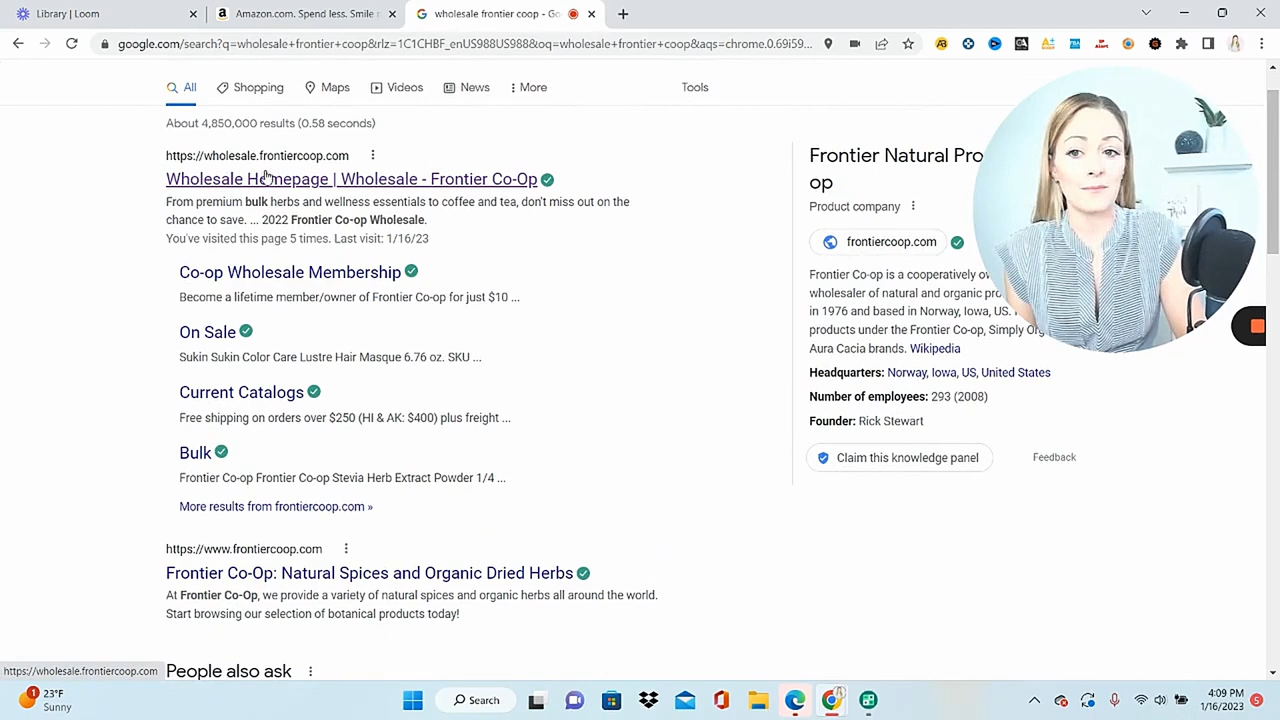 Library | Loom
Amazon.com. Spend less. Smile m
wholesale frontier coop - Go
google.com/search?q=wholesale+frontier+coop&rlz=1C1CHBF_enUS988US988&oq=wholesale+frontier+coop&aqs=chrome.0.69i59...
All
Shopping
Maps
Videos
News
More
Tools
About 4,850,000 results (0.58 seconds)
https://wholesale.frontiercoop.com
Wholesale Homepage | Wholesale - Frontier Co-Op
From premium bulk herbs and wellness essentials to coffee and tea, don't miss out on the
chance to save. ... 2022 Frontier Co-op Wholesale.
You've visited this page 5 times. Last visit: 1/16/23
Co-op Wholesale Membership
Become a lifetime member/owner of Frontier Co-op for just $10 ...
On Sale
Sukin Sukin Color Care Lustre Hair Masque 6.76 oz. SKU ...
Current Catalogs
Free shipping on orders over $250 (HI & AK: $400) plus freight ...
Bulk
Frontier Co-op Frontier Co-op Stevia Herb Extract Powder 1/4 ...
More results from frontiercoop.com »
https://www.frontiercoop.com
Frontier Co-Op: Natural Spices and Organic Dried Herbs
At Frontier Co-Op, we provide a variety of natural spices and organic herbs all around the world.
Start browsing our selection of botanical products today!
People also ask
Frontier Natural Pro
op
Product company
frontiercoop.com
Frontier Co-op is a cooperatively ow
wholesaler of natural and organic pro
in 1976 and based in Norway, Iowa, US.
products under the Frontier Co-op, Simply Org
Aura Cacia brands. Wikipedia
Headquarters: Norway, Iowa, US, United States
Number of employees: 293 (2008)
Founder: Rick Stewart
Claim this knowledge panel
Feedback
https://wholesale.frontiercoop.com
1
23°F
Sunny
Search
4:09 PM
1/16/2023
5